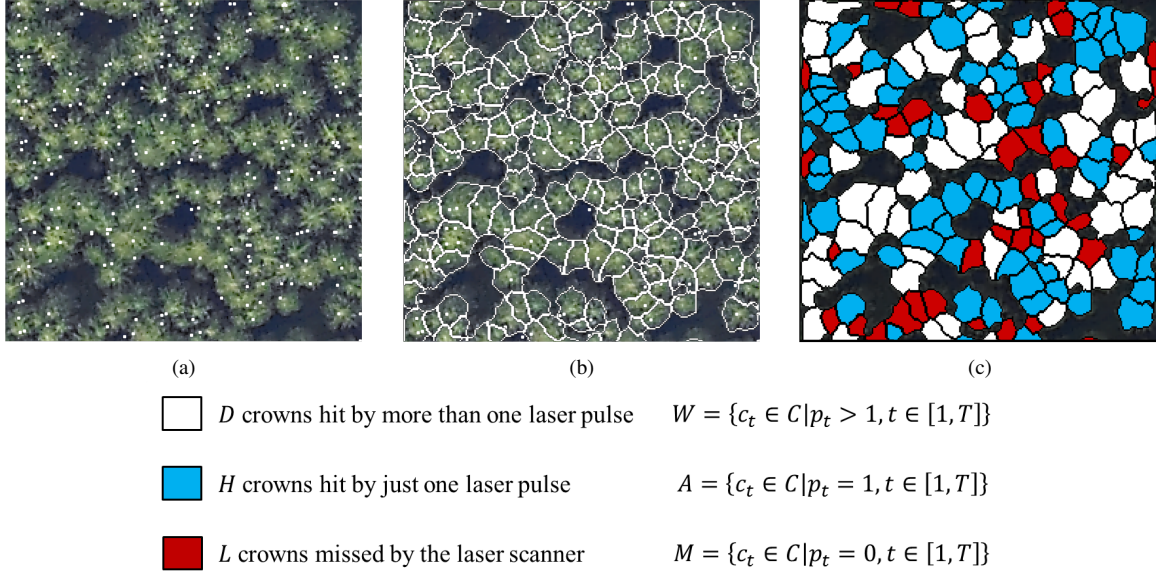 (a) (b) (c)
D crowns hit by more than one laser pulse W = {c_t ∈ C|p_t > 1, t ∈ [1, T]}
H crowns hit by just one laser pulse A = {c_t ∈ C|p_t = 1, t ∈ [1, T]}
L crowns missed by the laser scanner M = {c_t ∈ C|p_t = 0, t ∈ [1, T]}